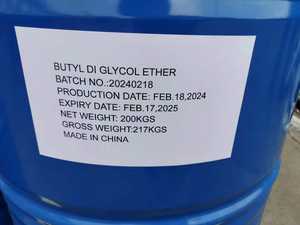 BUTYL DI GLYCOL ETHER
BATCH NO.:20240218
PRODUCTION DATE: FEB.18,2024
EXPIRY DATE: FEB.17,2025
NET WEIGHT: 200KGS
GROSS WEIGHT:217KGS
MADE IN CHINA